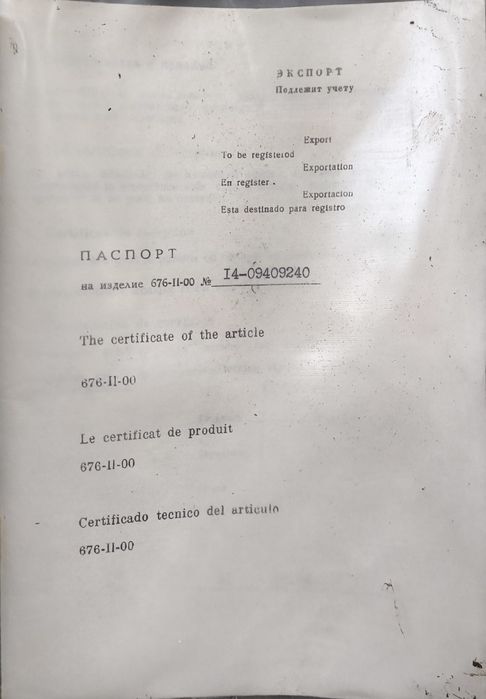 ЭКСПОРТ
Подлежит учету
Export
To be registerod
Exportation
En register .
Exportacion
Esta destinado para registro
ПАСПОРТ
на изделие 676-II-00 № I4-09409240
The certificate of the article
676-II-00
Le certificat de produit
676-II-00
Certificado tecnico del articulo
676-II-00